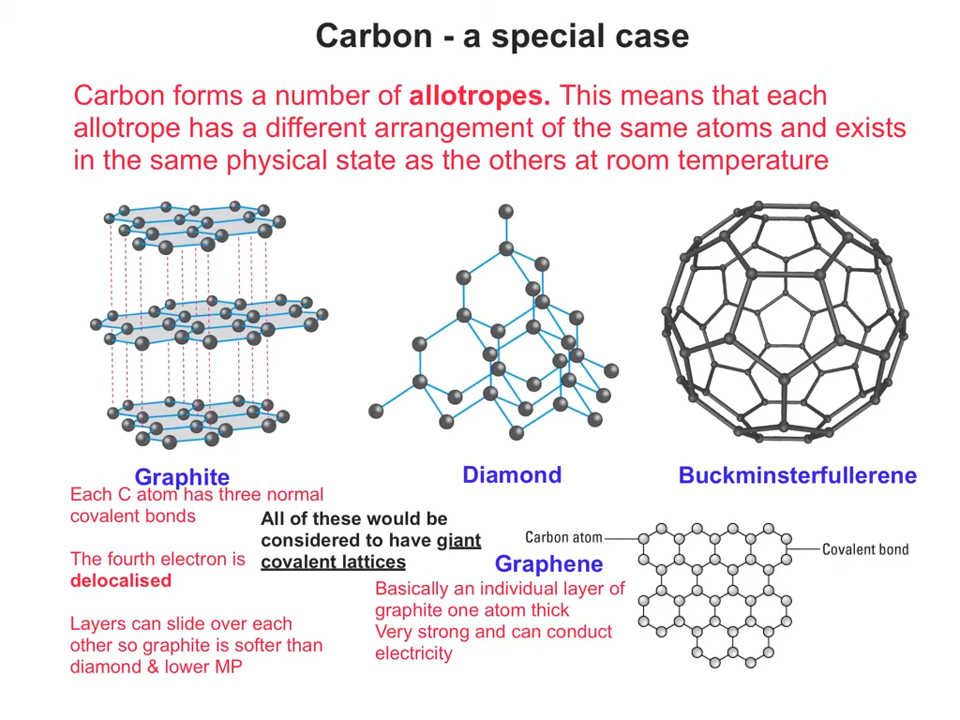 Carbon - a special case
Carbon forms a number of allotropes. This means that each
allotrope has a different arrangement of the same atoms and exists
in the same physical state as the others at room temperature
Graphite
Diamond
Buckminsterfullerene
Each C atom has three normal
covalent bonds
The fourth electron is
delocalised
Layers can slide over each
other so graphite is softer than
diamond & lower MP
All of these would be
considered to have giant
covalent lattices
Graphene
Basically an individual layer of
graphite one atom thick
Very strong and can conduct
electricity
Carbon atom
Covalent bond